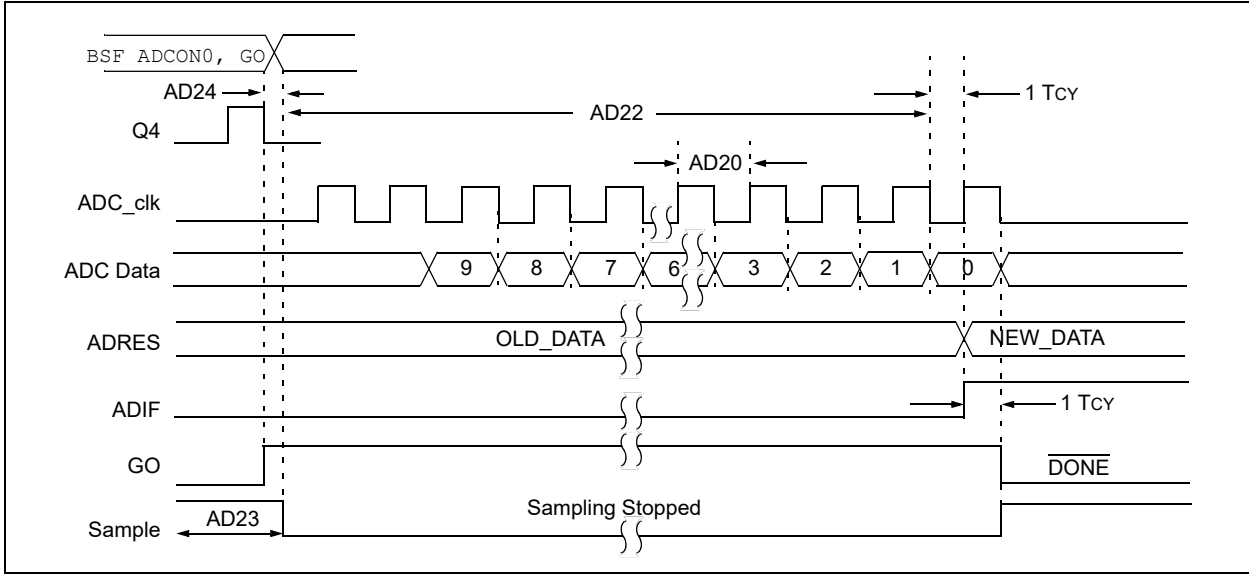 BSF ADCON0, GO
AD24
1 TCY
AD22
Q4
AD20
ADC_clk
ADC Data 9 8 7 6 3 2 1 0
OLD_DATA
ADRES NEW_DATA
ADIF 1 TCY
GO DONE
Sampling Stopped
AD23
Sample